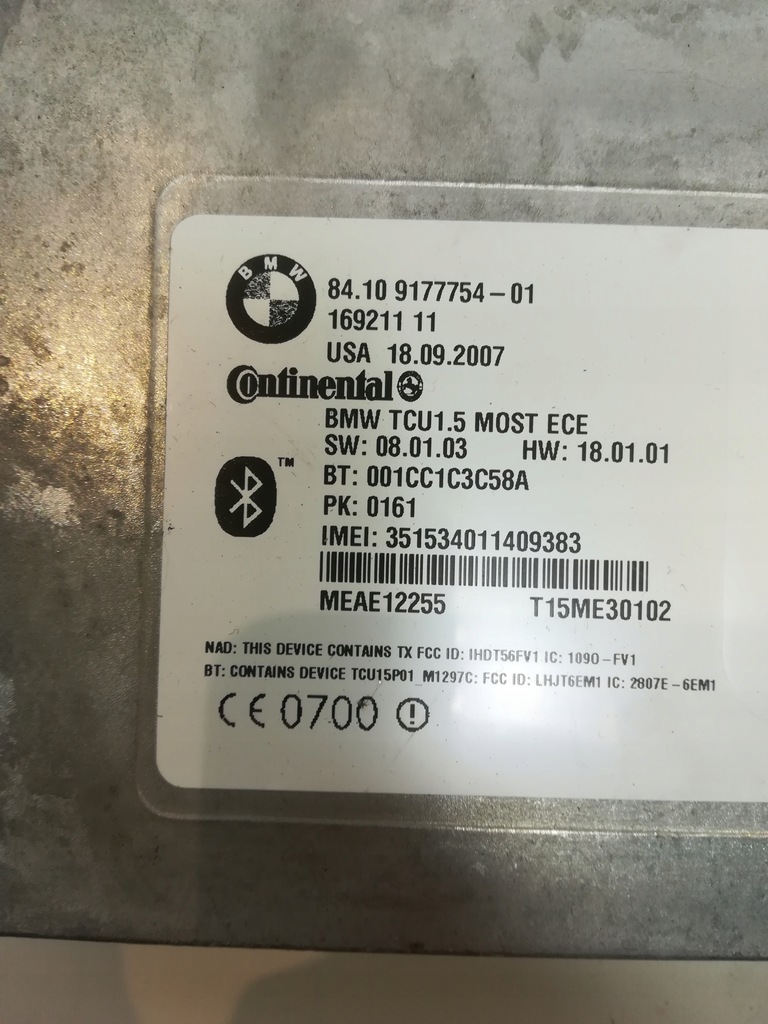 BMW
84.10 9177754-01
169211 11
USA 18.09.2007
Continental
BMW TCU1.5 MOST ECE
SW: 08.01.03 HW: 18.01.01
TM
BT: 001CC1C3C58A
PK: 0161
IMEI: 351534011409383
MEAE12255 T15ME30102
NAD: THIS DEVICE CONTAINS TX FCC ID: IHDT56FV1 IC: 1090-FV1
BT: CONTAINS DEVICE TCU15P01_M1297C: FCC ID: LHJT6EM1 IC: 2807E-6EM1
CE 0700